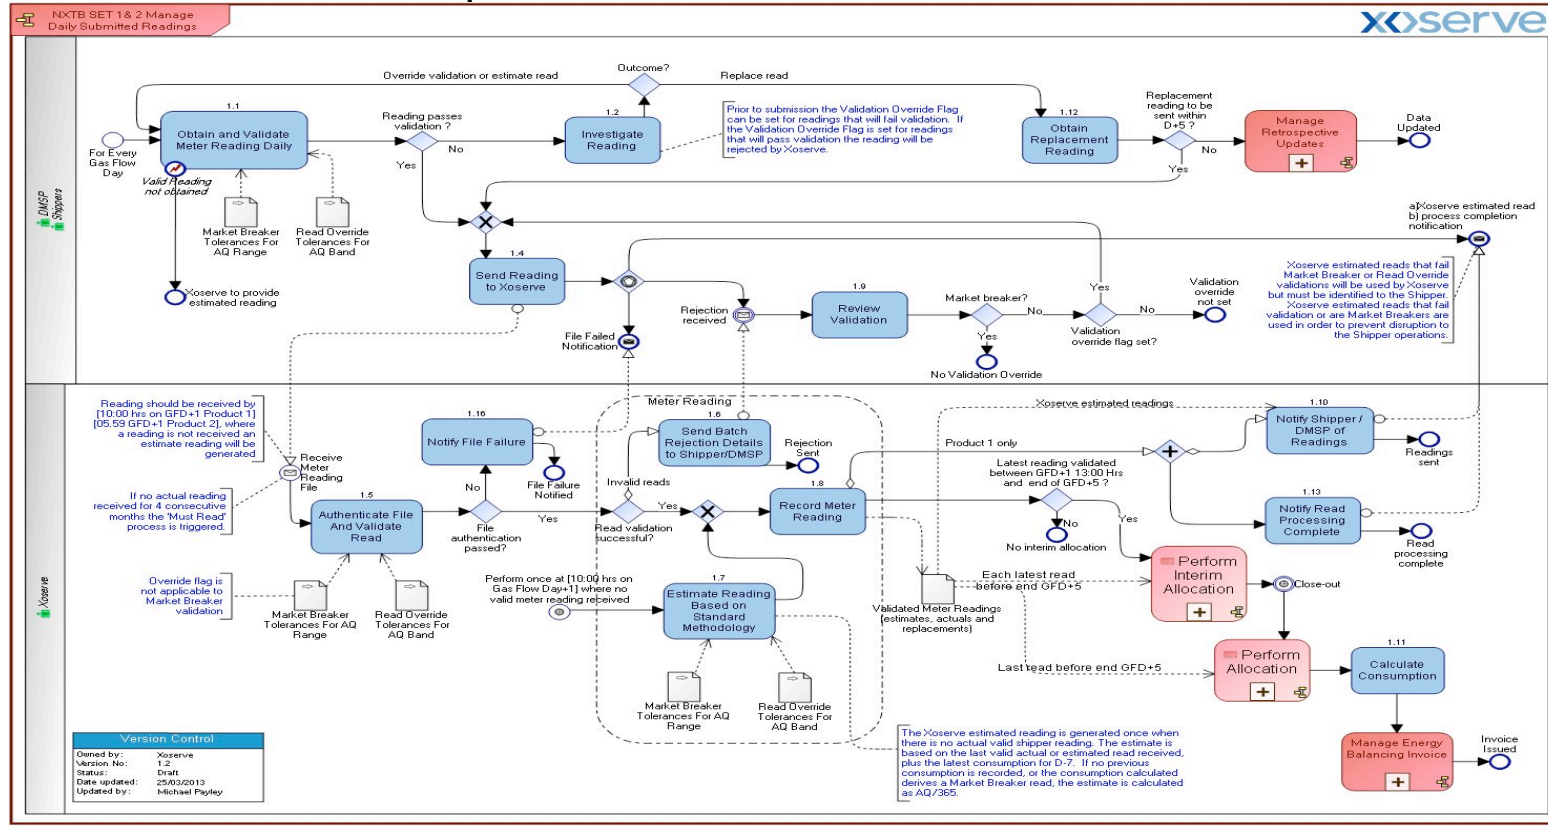 NXTB SET 1& 2 Manage
Daily Submitted Readings
xoserve
DMSP
Shippers
Override validation or estimate read
Outcome?
Replace read
1.1
Obtain and Validate
Meter Reading Daily
For Every
Gas Flow
Day
Valid Reading
not obtained
Reading passes
validation ?
No
Yes
1.2
Investigate
Reading
Prior to submission the Validation Override Flag
can be set for readings that will fail validation. If
the Validation Override Flag is set for readings
that will pass validation the reading will be
rejected by Xoserve.
1.12
Obtain
Replacement
Reading
Replacement
reading to be
sent within
D+5 ?
No
Yes
Manage
Retrospective
Updates
Data
Updated
Market Breaker
Tolerances For
AQ Range
Read Override
Tolerances For
AQ Band
Xoserve to provide
estimated reading
1.4
Send Reading
to Xoserve
File Failed
Notification
Rejection
received
1.9
Review
Validation
Market breaker?
No
Yes
No Validation Override
Yes
No
Validation
override flag set?
Validation
override
not set
a)Xoserve estimated read
b) process completion
notification
Xoserve estimated reads that fail
Market Breaker or Read Override
validations will be used by Xoserve
but must be identified to the Shipper.
Xoserve estimated reads that fail
validation or are Market Breakers are
used in order to prevent disruption to
the Shipper operations.
Xoserve
Reading should be received by
[10:00 hrs on GFD+1 Product 1]
[05.59 GFD+1 Product 2], where
a reading is not received an
estimate reading will be
generated
Receive
Meter
Reading
File
If no actual reading
received for 4 consecutive
months the 'Must Read'
process is triggered.
Override flag is
not applicable to
Market Breaker
validation
1.5
Authenticate File
And Validate
Read
Market Breaker
Tolerances For AQ
Range
Read Override
Tolerances For
AQ Band
1.16
Notify File Failure
No
File Failure
Notified
Yes
File
authentication
passed?
Meter Reading
1.6
Send Batch
Rejection Details
to Shipper/DMSP
Rejection
Sent
Invalid reads
Yes
Read validation
successful?
1.8
Record Meter
Reading
Perform once at [10:00 hrs on
Gas Flow Day+1] where no
valid meter reading received
1.7
Estimate Reading
Based on
Standard
Methodology
Market Breaker
Tolerances For AQ
Range
Read Override
Tolerances For
AQ Band
Xoserve estimated readings
Product 1 only
Latest reading validated
between GFD+1 13:00 Hrs
and end of GFD+5 ?
No
Yes
No interim allocation
1.10
Notify Shipper /
DMSP of
Readings
Readings
sent
1.13
Notify Read
Processing
Complete
Read
processing
complete
Each latest read
before end GFD+5
Validated Meter Readings
(estimates, actuals and
replacements)
Perform
Interim
Allocation
Close-out
Last read before end GFD+5
Perform
Allocation
1.11
Calculate
Consumption
Manage Energy
Balancing Invoice
Invoice
Issued
The Xoserve estimated reading is generated once when
there is no actual valid shipper reading. The estimate is
based on the last valid actual or estimated read received,
plus the latest consumption for D-7. If no previous
consumption is recorded, or the consumption calculated
derives a Market Breaker read, the estimate is calculated
as AQ/365.
Version Control
Owned by: Xoserve
Version No: 1.2
Status: Draft
Date updated: 25/03/2013
Updated by: Michael Payley